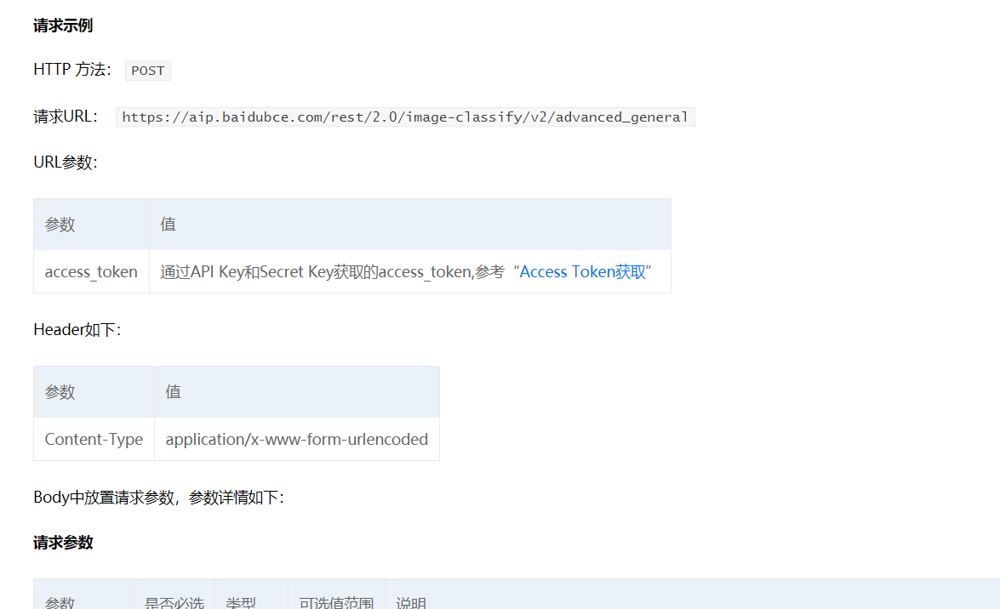 请求示例
HTTP 方法： POST
请求URL： https://aip.baidubce.com/rest/2.0/image-classify/v2/advanced_general
URL参数：
参数 值
access_token 通过API Key和Secret Key获取的access_token,参考“Access Token获取”
Header如下：
参数 值
Content-Type application/x-www-form-urlencoded
Body中放置请求参数，参数详情如下：
请求参数
参数 是否必选 类型 可选值范围 说明